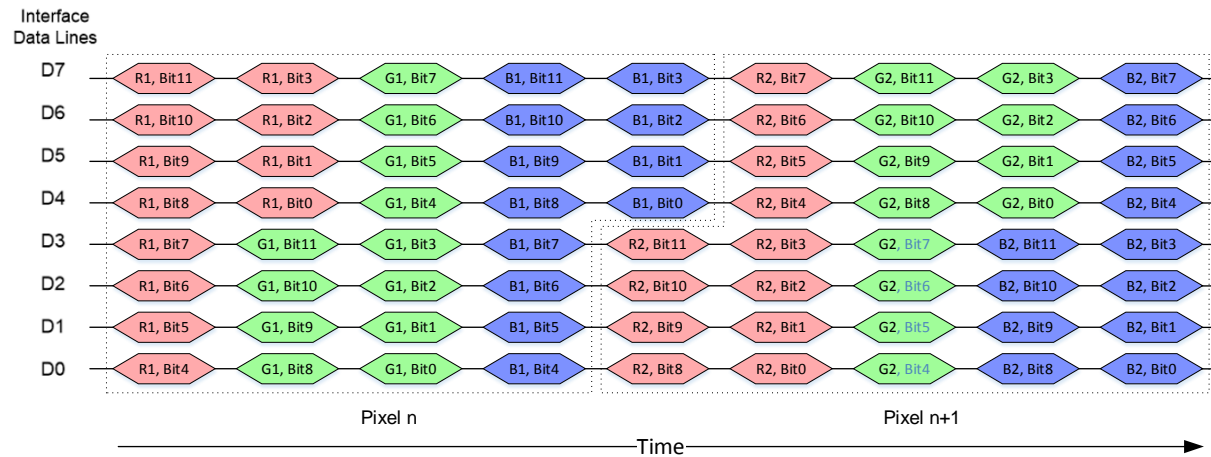 Interface
Data Lines
D7 R1, Bit11 R1, Bit3 G1, Bit7 B1, Bit11 B1, Bit3 R2, Bit7 G2, Bit11 G2, Bit3 B2, Bit7
D6 R1, Bit10 R1, Bit2 G1, Bit6 B1, Bit10 B1, Bit2 R2, Bit6 G2, Bit10 G2, Bit2 B2, Bit6
D5 R1, Bit9 R1, Bit1 G1, Bit5 B1, Bit9 B1, Bit1 R2, Bit5 G2, Bit9 G2, Bit1 B2, Bit5
D4 R1, Bit8 R1, Bit0 G1, Bit4 B1, Bit8 B1, Bit0 R2, Bit4 G2, Bit8 G2, Bit0 B2, Bit4
D3 R1, Bit7 G1, Bit11 G1, Bit3 B1, Bit7 R2, Bit11 R2, Bit3 G2, Bit7 B2, Bit11 B2, Bit3
D2 R1, Bit6 G1, Bit10 G1, Bit2 B1, Bit6 R2, Bit10 R2, Bit2 G2, Bit6 B2, Bit10 B2, Bit2
D1 R1, Bit5 G1, Bit9 G1, Bit1 B1, Bit5 R2, Bit9 R2, Bit1 G2, Bit5 B2, Bit9 B2, Bit1
D0 R1, Bit4 G1, Bit8 G1, Bit0 B1, Bit4 R2, Bit8 R2, Bit0 G2, Bit4 B2, Bit8 B2, Bit0
Pixel n Pixel n+1
Time